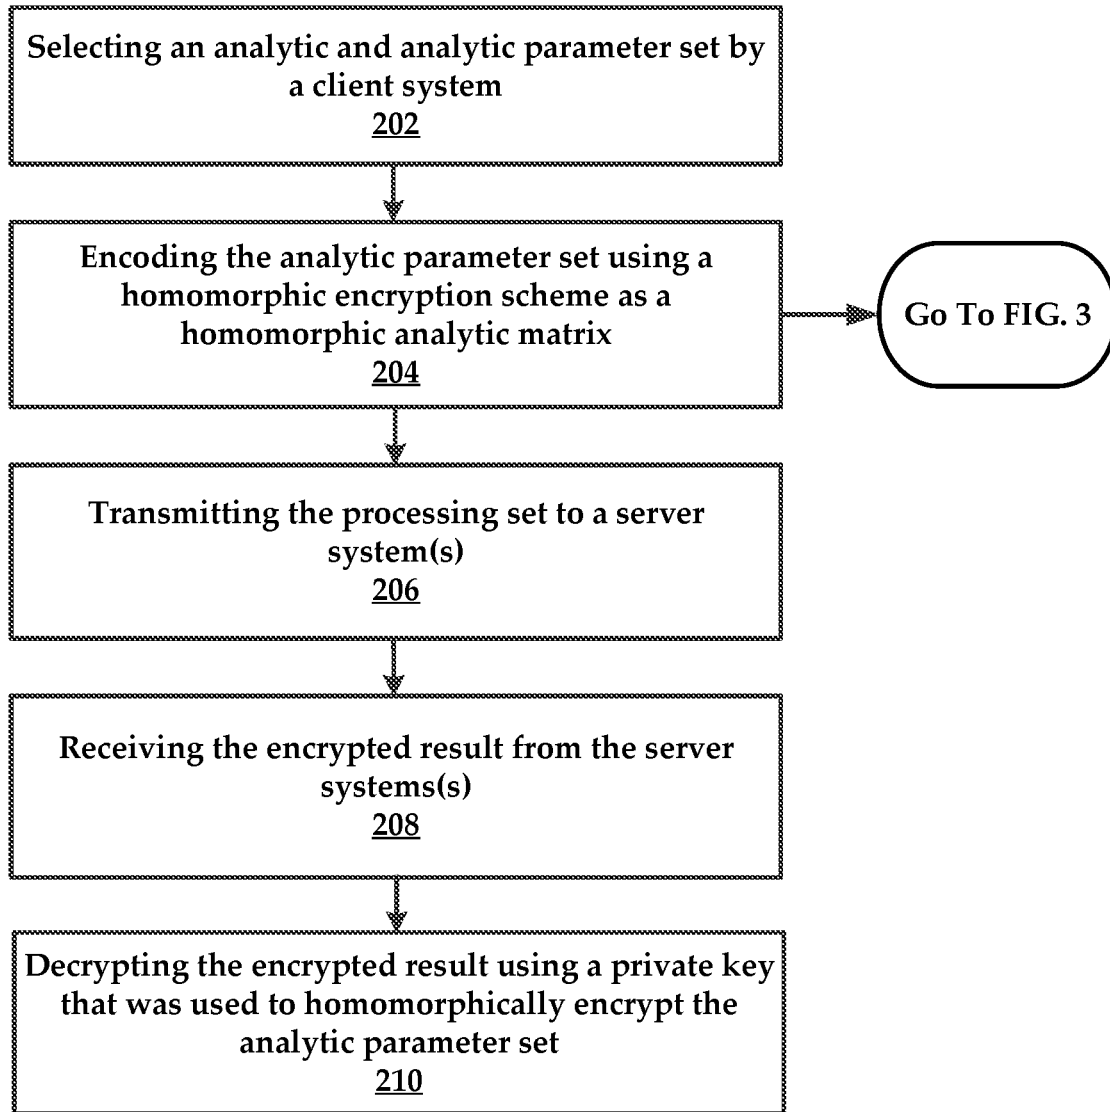 Selecting an analytic and analytic parameter set by
a client system
202
Encoding the analytic parameter set using a
homomorphic encryption scheme as a
homomorphic analytic matrix
204
Go To FIG. 3
Transmitting the processing set to a server
system(s)
206
Receiving the encrypted result from the server
systems(s)
208
Decrypting the encrypted result using a private key
that was used to homomorphically encrypt the
analytic parameter set
210